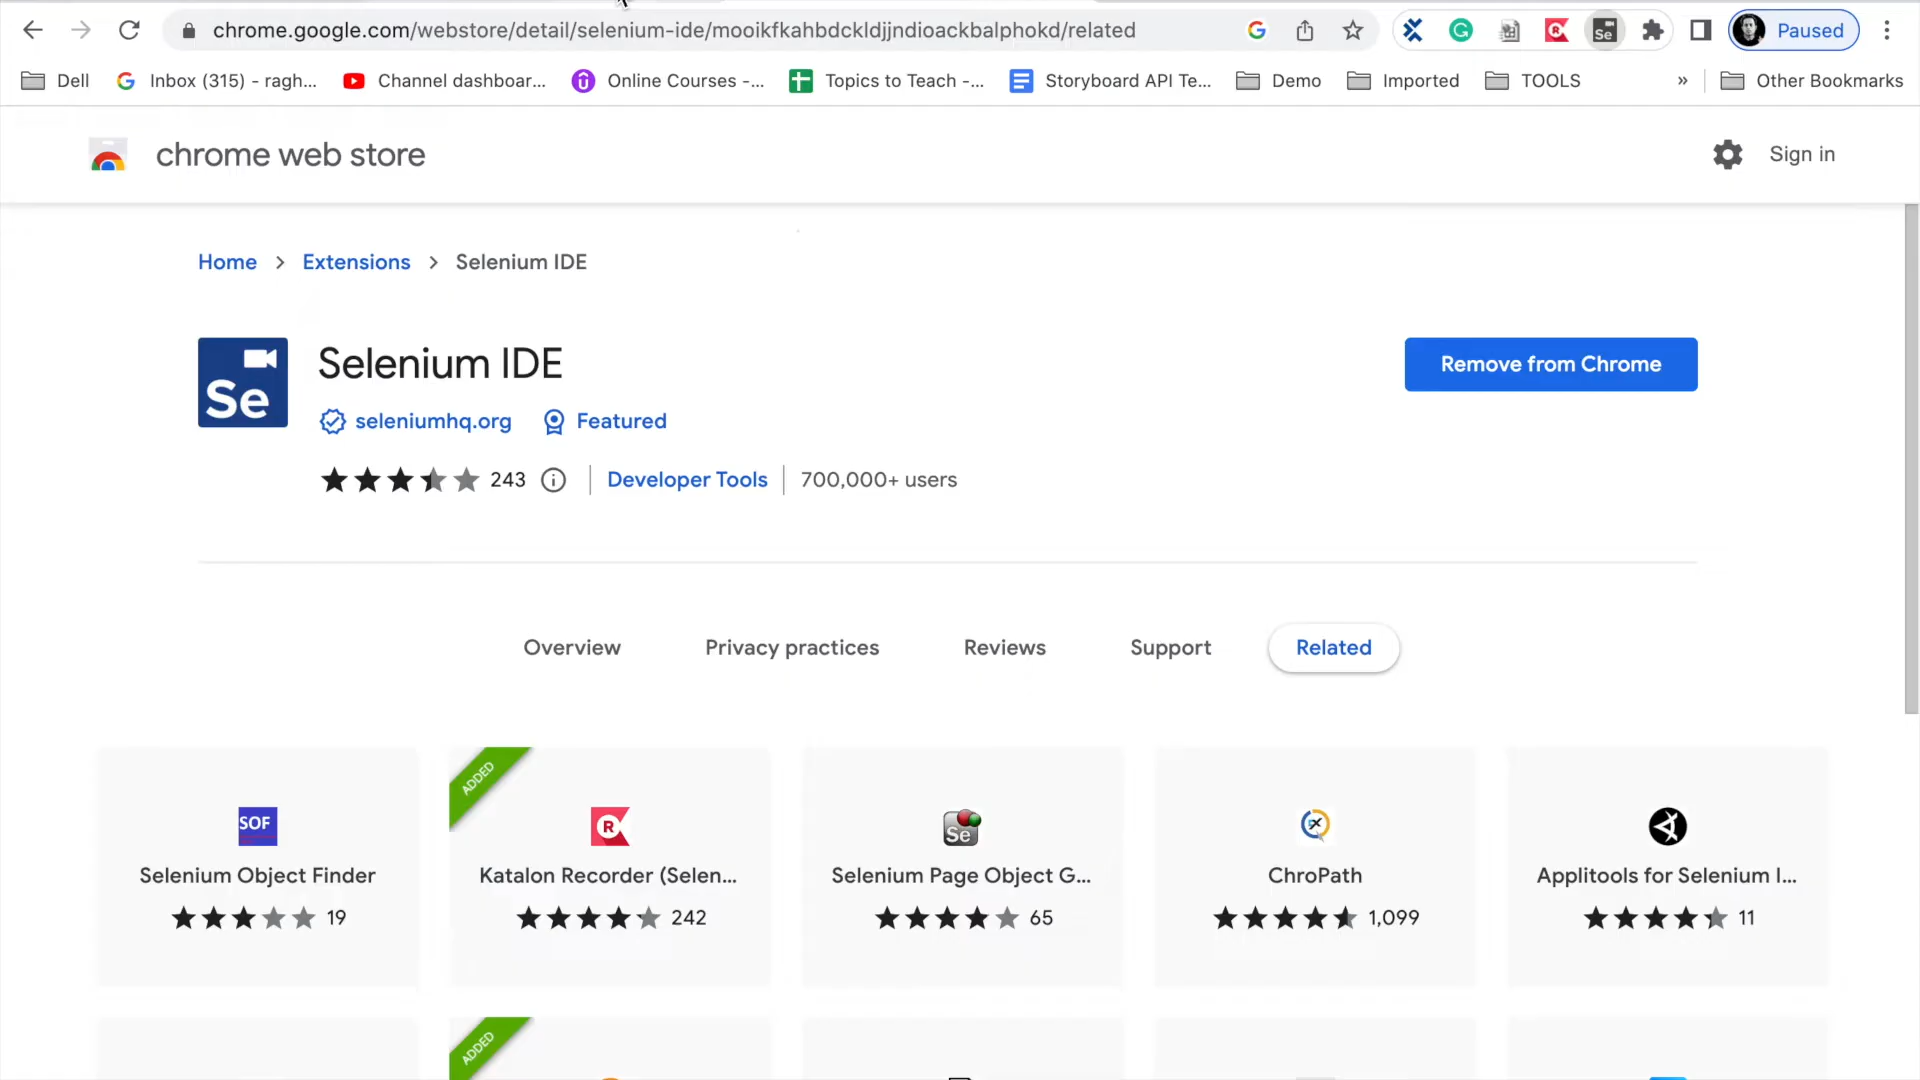 chrome.google.com/webstore/detail/selenium-ide/mooikfkahbdckldjjndioackbalphokd/related
Paused
Dell
Inbox (315) - ragh...
Channel dashboar...
Online Courses -...
Topics to Teach -...
Storyboard API Te...
Demo
Imported
TOOLS
»
Other Bookmarks
chrome web store
Sign in
Home > Extensions > Selenium IDE
Se
Selenium IDE
Remove from Chrome
seleniumhq.org
Featured
243
Developer Tools
700,000+ users
Overview
Privacy practices
Reviews
Support
Related
SOF
Selenium Object Finder
19
ADDED
R
Katalon Recorder (Selen...
242
Se
Selenium Page Object G...
65
ChroPath
1,099
Applitools for Selenium I...
11
ADDED